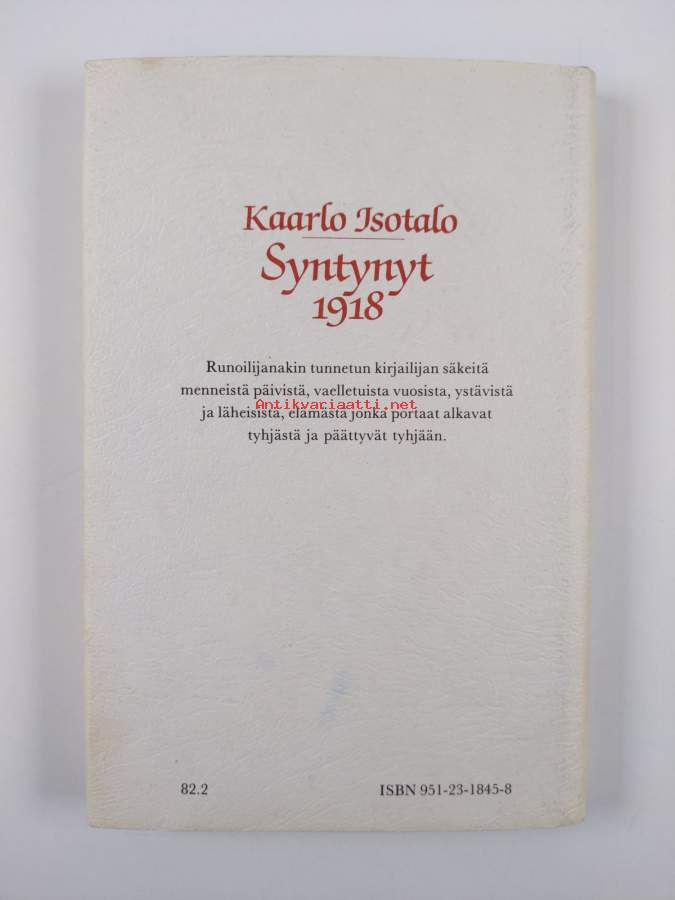 Kaarlo Isotalo
Syntynyt
1918
Runoilijanakin tunnetun kirjailijan säkeitä
menneistä päivistä, vaelletuista vuosista, ystävistä
Antikvariaatti.net
ja läheisistä, elämästä jonka portaat alkavat
tyhjästä ja päättyvät tyhjään.
82.2
ISBN 951-23-1845-8